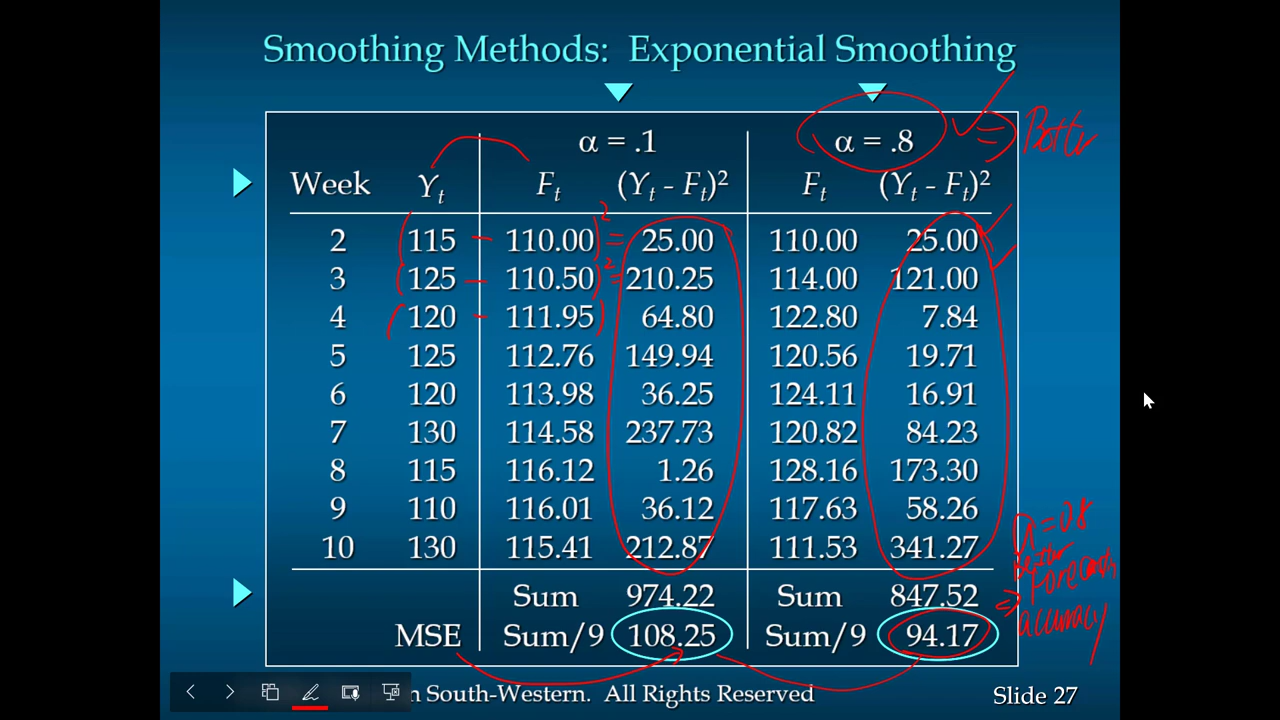 Smoothing Methods: Exponential Smoothing
α = .1 α = .8 = Better
Week Yt Ft (Yt - Ft)2 Ft (Yt - Ft)2
2 115 - 110.00)2 = 25.00 110.00 25.00
3 125 - 110.50)2 = 210.25 114.00 121.00
4 120 - 111.95) 64.80 122.80 7.84
5 125 112.76 149.94 120.56 19.71
6 120 113.98 36.25 124.11 16.91
7 130 114.58 237.73 120.82 84.23
8 115 116.12 1.26 128.16 173.30
9 110 116.01 36.12 117.63 58.26
10 130 115.41 212.87 111.53 341.27
Sum 974.22 Sum 847.52
MSE Sum/9 108.25 Sum/9 94.17
α = 0.8
better
forecasts
⇒ accuracy
n South-Western. All Rights Reserved
Slide 27